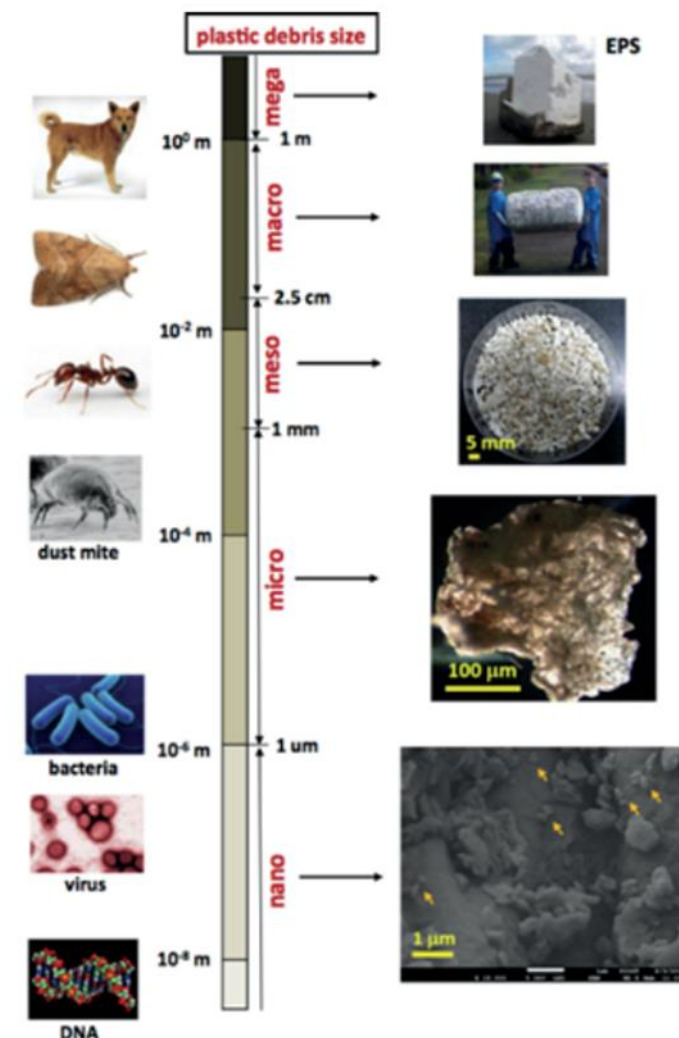 plastic debris size
EPS
mega
10⁰ m
1 m
macro
2.5 cm
10⁻² m
meso
1 mm
5 mm
dust mite
10⁻⁴ m
micro
100 µm
1 um
10⁻⁶ m
bacteria
virus
nano
1 µm
10⁻⁸ m
DNA